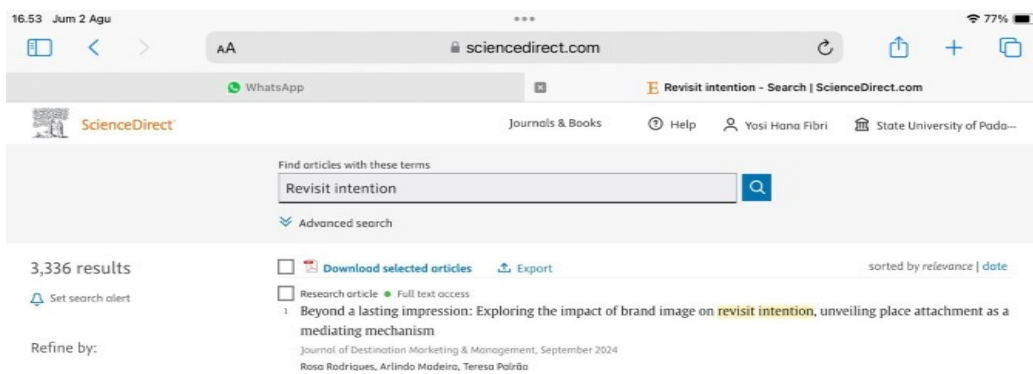 16.53 Jum 2 Agu
77%
AA
sciencedirect.com
WhatsApp
Revisit intention - Search | ScienceDirect.com
ScienceDirect
Journals & Books
Help
Yosi Hana Fibri
State University of Pada...
Find articles with these terms
Revisit intention
Advanced search
3,336 results
Download selected articles
Export
sorted by relevance | date
Set search alert
Research article
Full text access
1 Beyond a lasting impression: Exploring the impact of brand image on revisit intention, unveiling place attachment as a
mediating mechanism
Refine by:
Journal of Destination Marketing & Management, September 2024
Rosa Rodrigues, Arlindo Madeira, Teresa Palrão